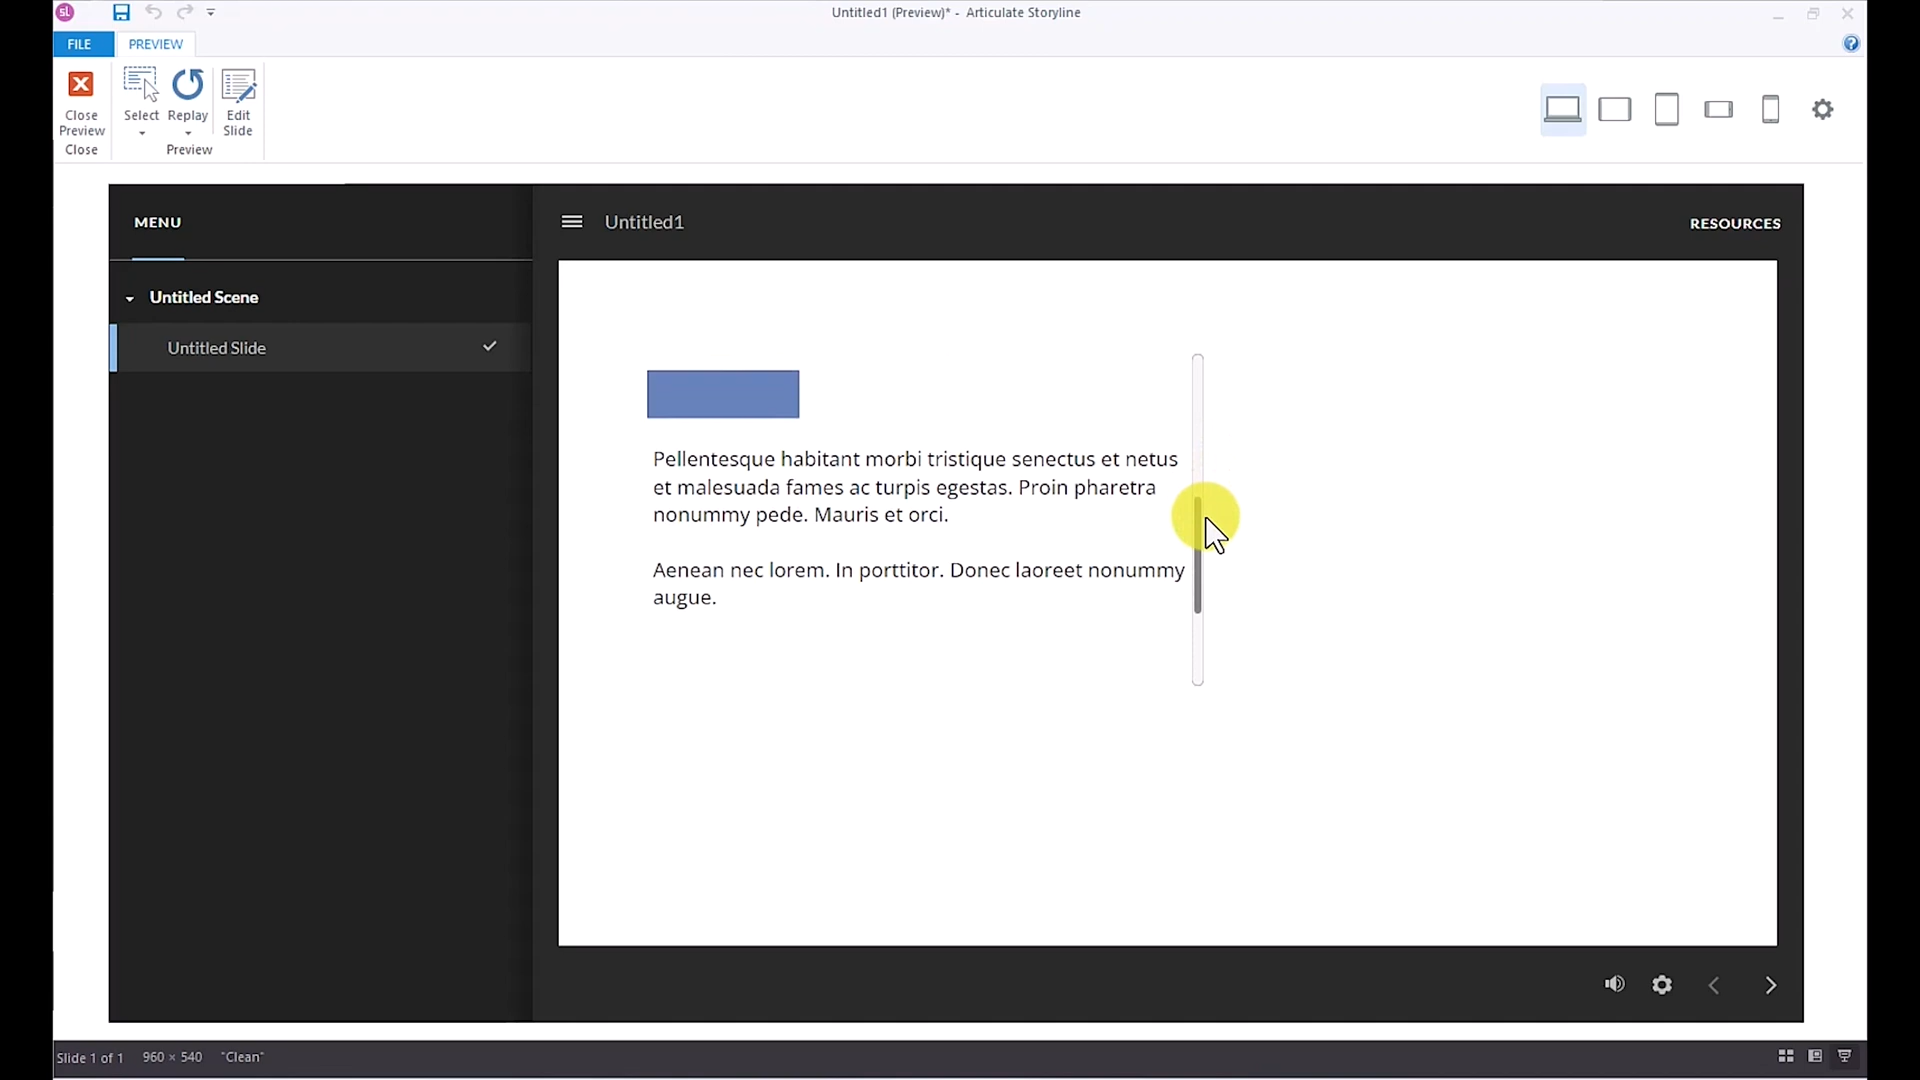 sl
Untitled1 (Preview)* - Articulate Storyline
FILE
PREVIEW
?
Close Preview
Select
Replay
Edit Slide
Close
Preview
MENU
Untitled1
RESOURCES
Untitled Scene
Untitled Slide
Pellentesque habitant morbi tristique senectus et netus
et malesuada fames ac turpis egestas. Proin pharetra
nonummy pede. Mauris et orci.
Aenean nec lorem. In porttitor. Donec laoreet nonummy
augue.
Slide 1 of 1
960 × 540
"Clean"